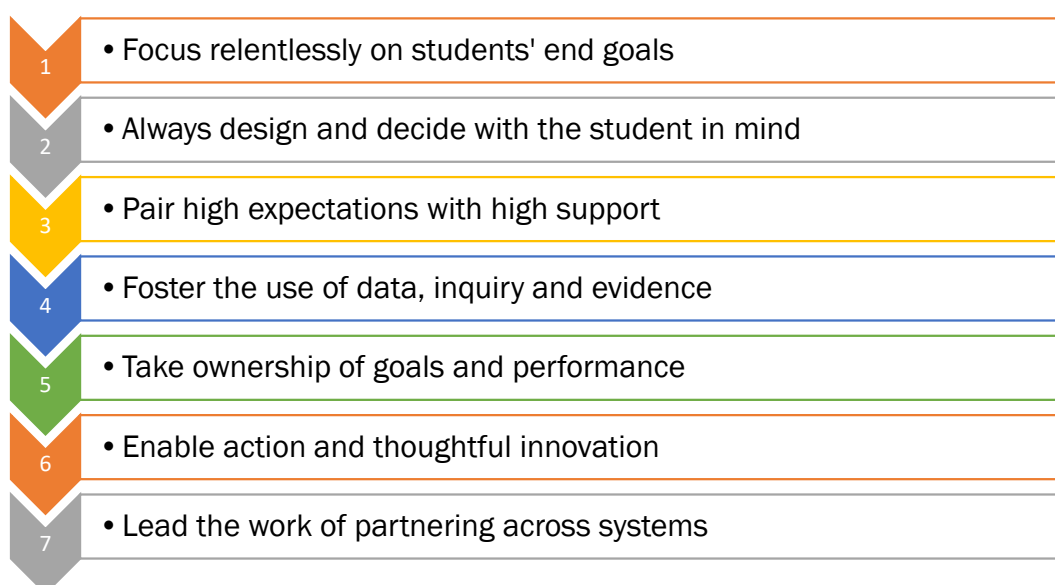 1 • Focus relentlessly on students' end goals
2 • Always design and decide with the student in mind
3 • Pair high expectations with high support
4 • Foster the use of data, inquiry and evidence
5 • Take ownership of goals and performance
6 • Enable action and thoughtful innovation
7 • Lead the work of partnering across systems